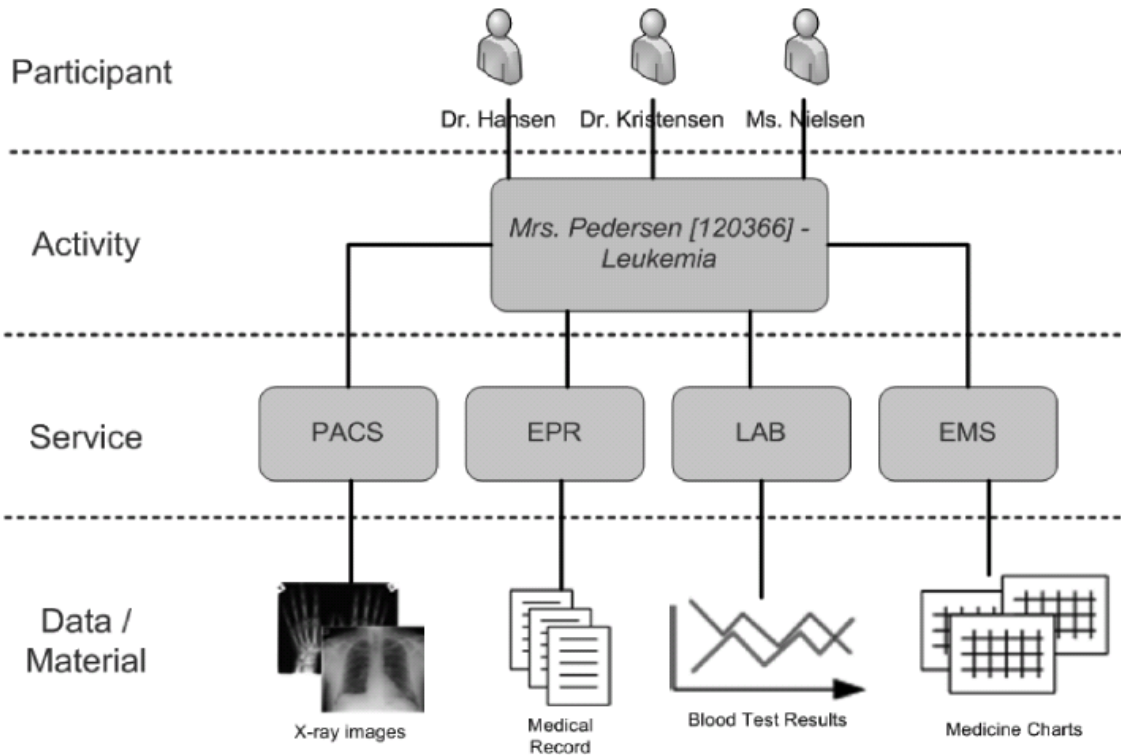 Participant
Dr. Hansen Dr. Kristensen Ms. Nielsen
Activity
Mrs. Pedersen [120366] -
Leukemia
Service
PACS EPR LAB EMS
Data /
Material
X-ray images
Medical
Record
Blood Test Results
Medicine Charts